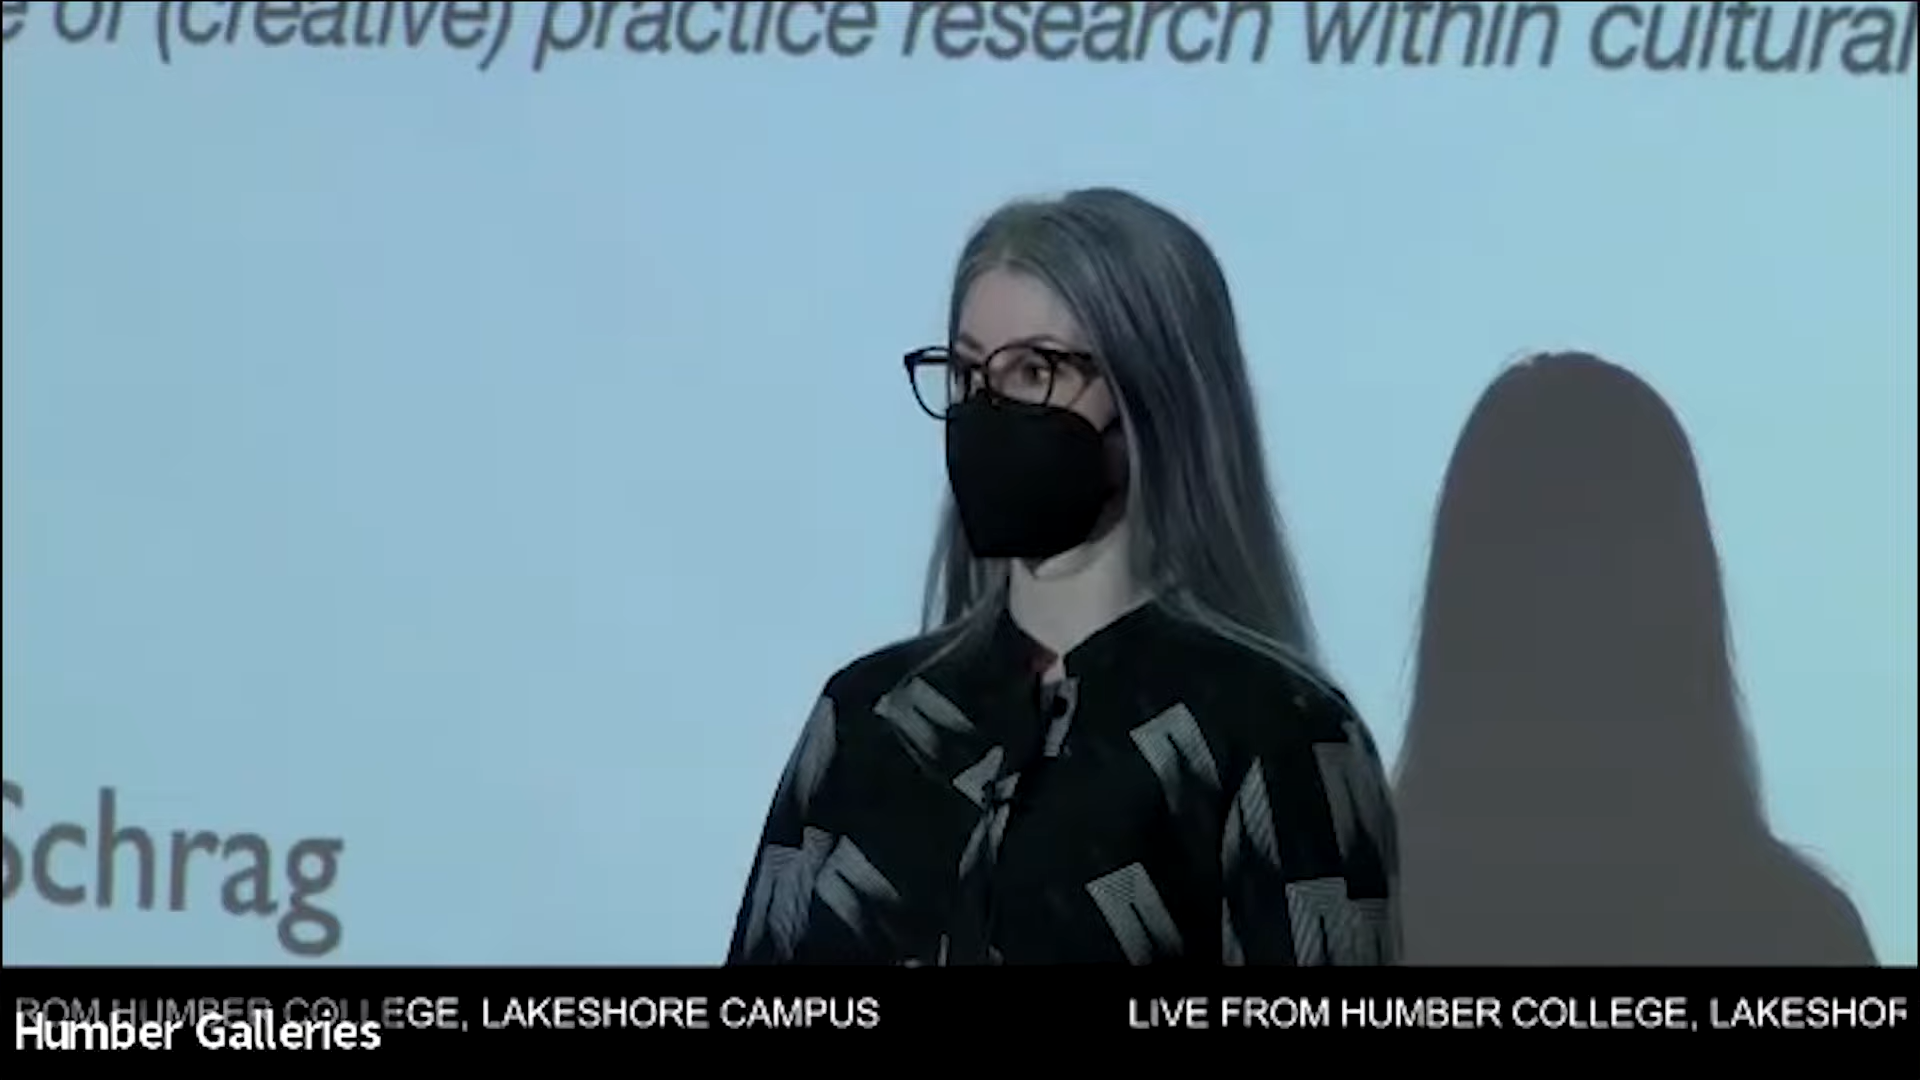 of (creative) practice research within cultural
Schrag
ROM HUMBER COLLEGE, LAKESHORE CAMPUS LIVE FROM HUMBER COLLEGE, LAKESHOR
Humber Galleries